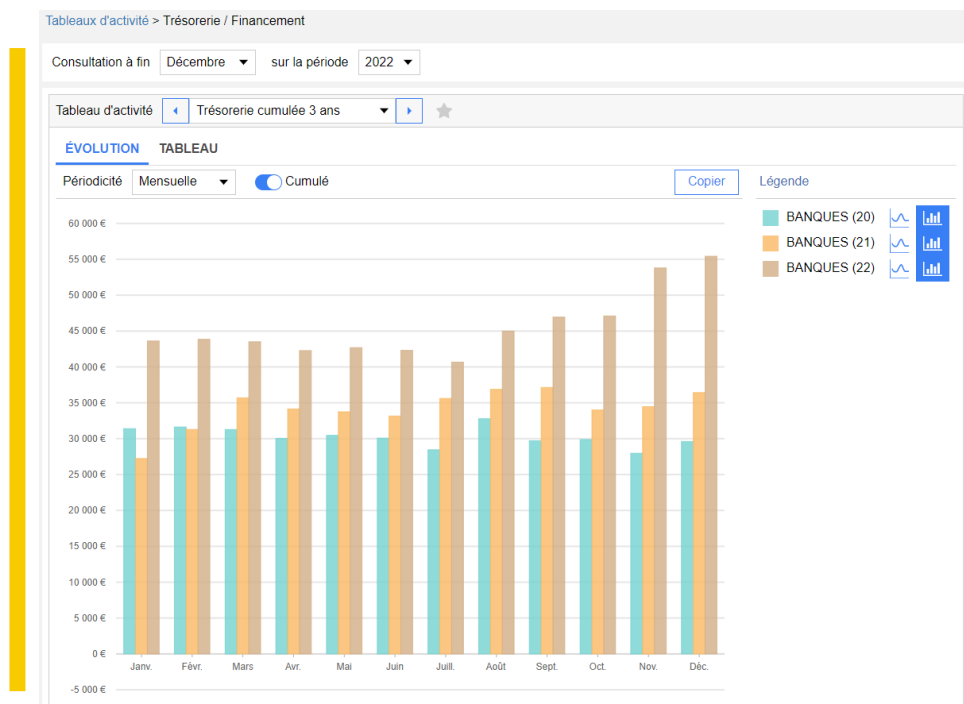 Tableaux d'activité > Trésorerie / Financement
Consultation à fin Décembre sur la période 2022
Tableau d'activité Trésorerie cumulée 3 ans
ÉVOLUTION TABLEAU
Périodicité Mensuelle Cumulé Copier Légende
BANQUES (20)
BANQUES (21)
BANQUES (22)
60 000 €
55 000 €
50 000 €
45 000 €
40 000 €
35 000 €
30 000 €
25 000 €
20 000 €
15 000 €
10 000 €
5 000 €
0 €
Janv. Févr. Mars Avr. Mai Juin Juill. Août Sept. Oct. Nov. Déc.
-5 000 €